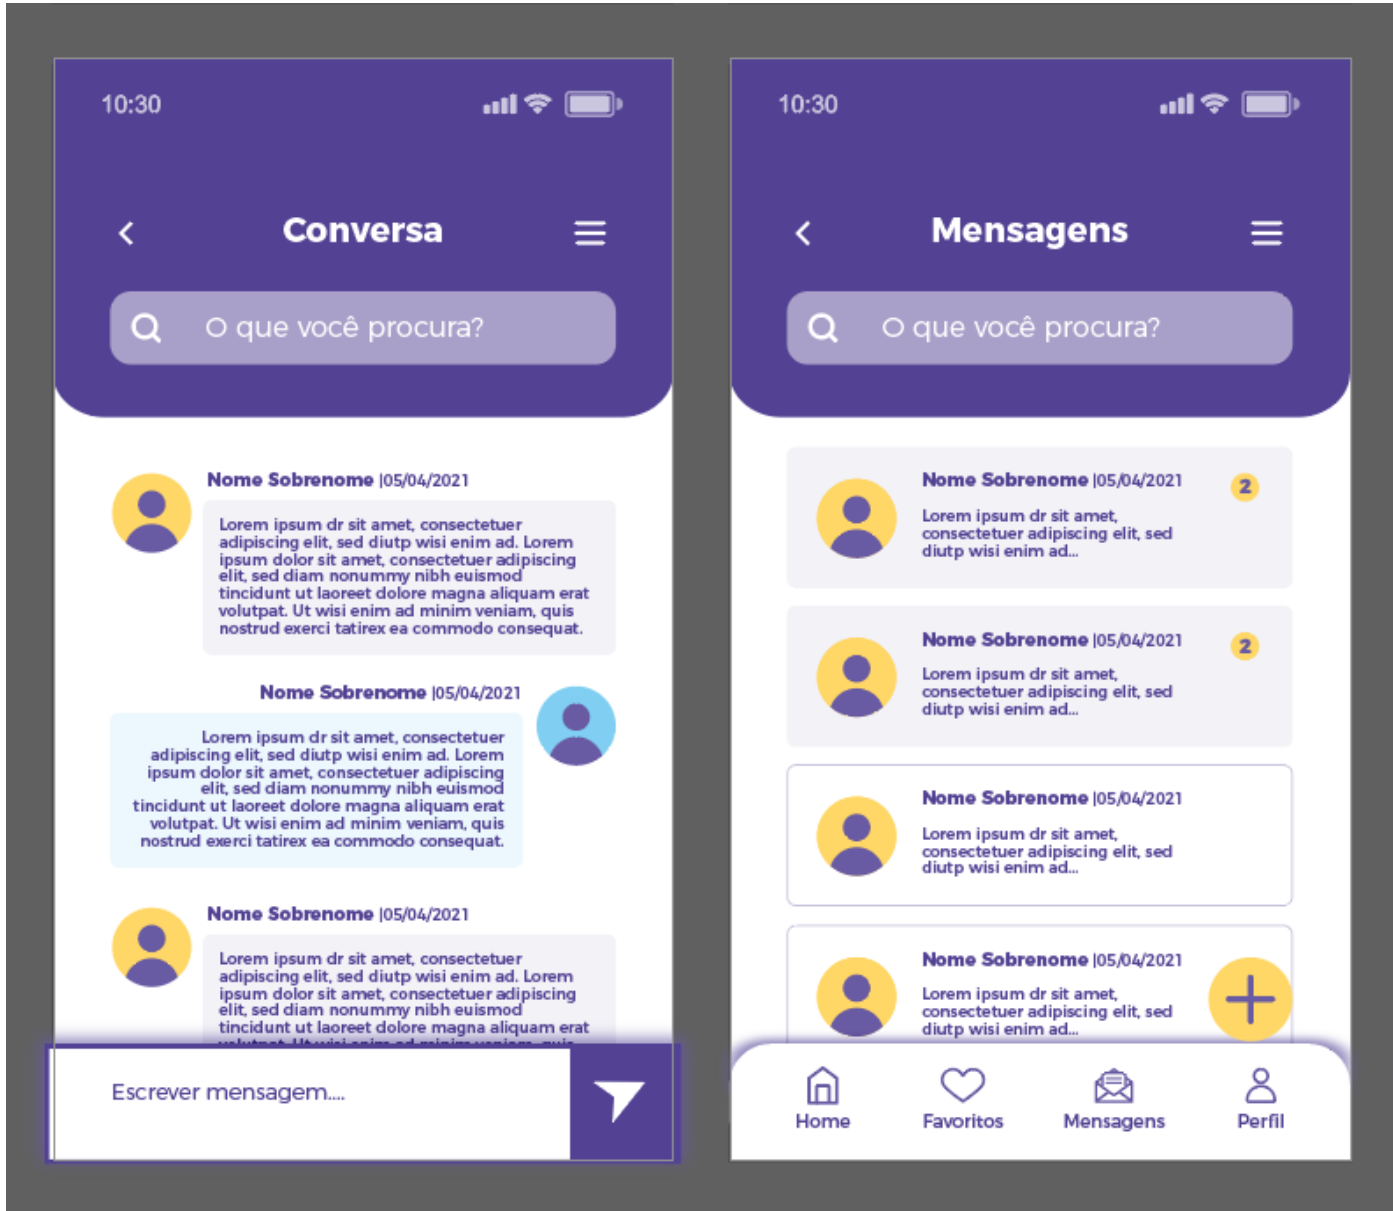 10:30
Conversa
O que você procura?
Nome Sobrenome |05/04/2021
Lorem ipsum dr sit amet, consectetuer
adipiscing elit, sed diutp wisi enim ad. Lorem
ipsum dolor sit amet, consectetuer adipiscing
elit, sed diam nonummy nibh euismod
tincidunt ut laoreet dolore magna aliquam erat
volutpat. Ut wisi enim ad minim veniam, quis
nostrud exerci tatirex ea commodo consequat.
Nome Sobrenome |05/04/2021
Lorem ipsum dr sit amet, consectetuer
adipiscing elit, sed diutp wisi enim ad. Lorem
ipsum dolor sit amet, consectetuer adipiscing
elit, sed diam nonummy nibh euismod
tincidunt ut laoreet dolore magna aliquam erat
volutpat. Ut wisi enim ad minim veniam, quis
nostrud exerci tatirex ea commodo consequat.
Nome Sobrenome |05/04/2021
Lorem ipsum dr sit amet, consectetuer
adipiscing elit, sed diutp wisi enim ad. Lorem
ipsum dolor sit amet, consectetuer adipiscing
elit, sed diam nonummy nibh euismod
tincidunt ut laoreet dolore magna aliquam erat
Escrever mensagem....
10:30
Mensagens
O que você procura?
Nome Sobrenome |05/04/2021
2
Lorem ipsum dr sit amet,
consectetuer adipiscing elit, sed
diutp wisi enim ad...
Nome Sobrenome |05/04/2021
2
Lorem ipsum dr sit amet,
consectetuer adipiscing elit, sed
diutp wisi enim ad...
Nome Sobrenome |05/04/2021
Lorem ipsum dr sit amet,
consectetuer adipiscing elit, sed
diutp wisi enim ad...
Nome Sobrenome |05/04/2021
Lorem ipsum dr sit amet,
consectetuer adipiscing elit, sed
diutp wisi enim ad...
Home
Favoritos
Mensagens
Perfil